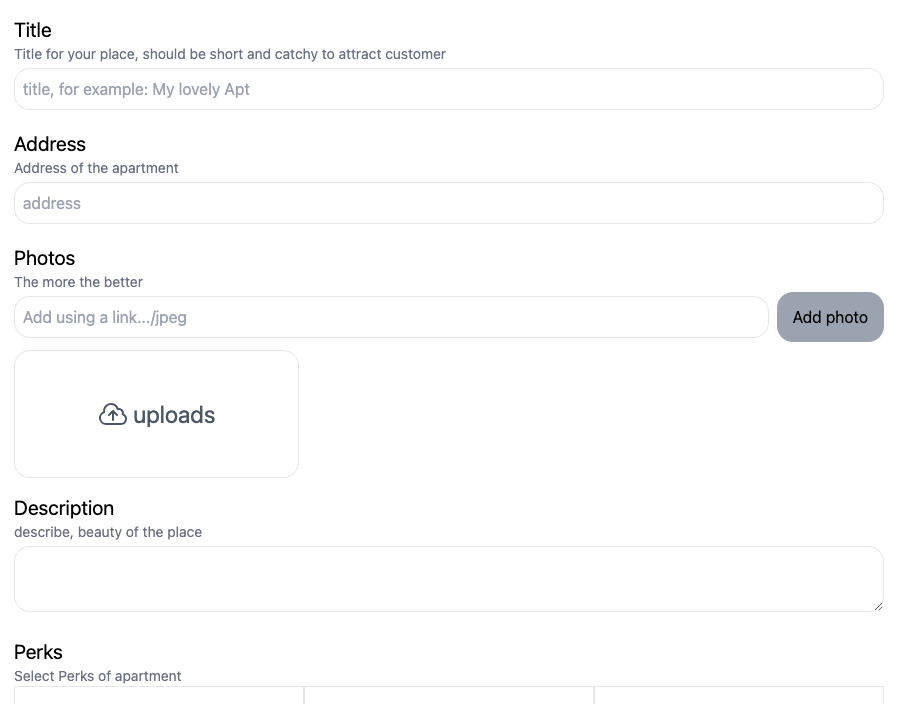 Title
Title for your place, should be short and catchy to attract customer
title, for example: My lovely Apt
Address
Address of the apartment
address
Photos
The more the better
Add using a link.../jpeg
Add photo
uploads
Description
describe, beauty of the place
Perks
Select Perks of apartment